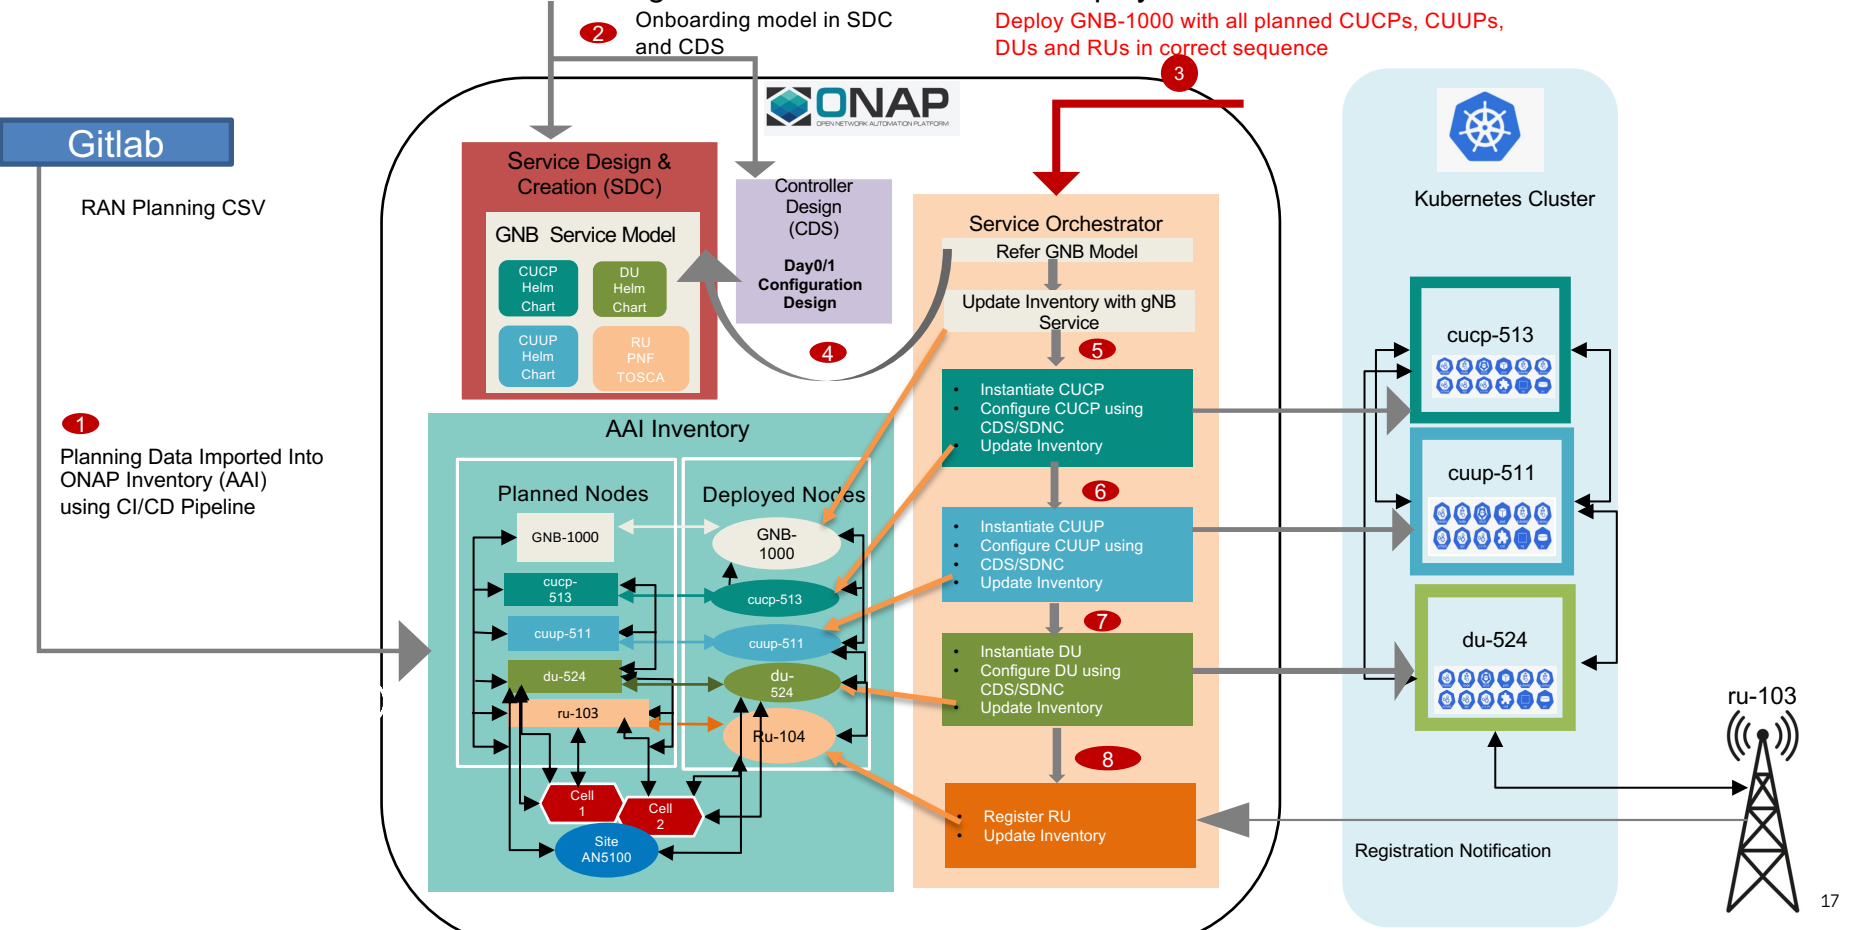 2
Onboarding model in SDC
and CDS
Deploy GNB-1000 with all planned CUCPs, CUUPs,
DUs and RUs in correct sequence
3
ONAP
OPEN NETWORK AUTOMATION PLATFORM
Gitlab
RAN Planning CSV
1
Planning Data Imported Into
ONAP Inventory (AAI)
using CI/CD Pipeline
Service Design &
Creation (SDC)
GNB Service Model
CUCP
Helm
Chart
DU
Helm
Chart
CUUP
Helm
Chart
RU
PNF
TOSCA
Controller
Design
(CDS)
Day0/1
Configuration
Design
4
AAI Inventory
Planned Nodes
GNB-1000
cucp-
513
cuup-511
du-524
ru-103
Deployed Nodes
GNB-
1000
cucp-513
cuup-511
du-
524
Ru-104
Cell
1
Cell
2
Site
AN5100
Service Orchestrator
Refer GNB Model
Update Inventory with gNB
Service
5
• Instantiate CUCP
• Configure CUCP using
• CDS/SDNC
• Update Inventory
6
• Instantiate CUUP
• Configure CUUP using
• CDS/SDNC
• Update Inventory
7
• Instantiate DU
• Configure DU using
• CDS/SDNC
• Update Inventory
8
• Register RU
• Update Inventory
Kubernetes Cluster
cucp-513
cuup-511
du-524
Registration Notification
ru-103
17